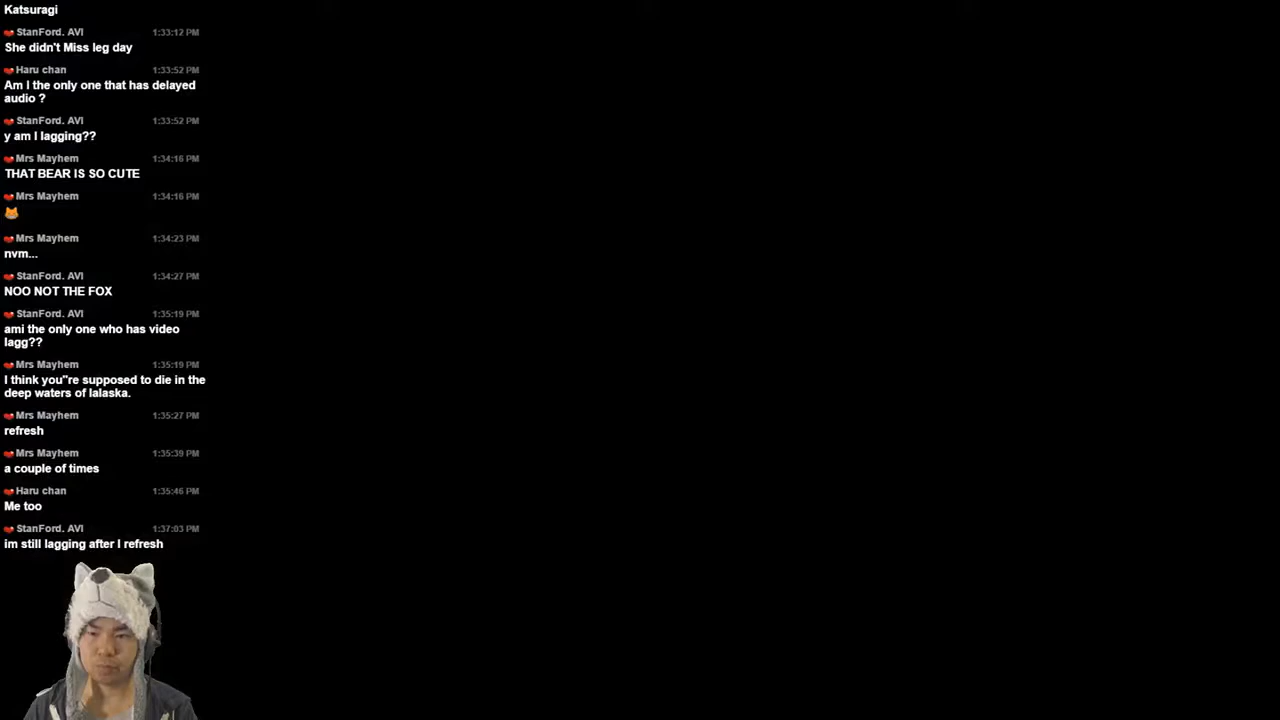 Katsuragi
StanFord. AVI 1:33:12 PM
She didn't Miss leg day
Haru chan 1:33:52 PM
Am I the only one that has delayed
audio ?
StanFord. AVI 1:33:52 PM
y am I lagging??
Mrs Mayhem 1:34:16 PM
THAT BEAR IS SO CUTE
Mrs Mayhem 1:34:16 PM
Mrs Mayhem 1:34:23 PM
nvm...
StanFord. AVI 1:34:27 PM
NOO NOT THE FOX
StanFord. AVI 1:35:19 PM
ami the only one who has video
lagg??
Mrs Mayhem 1:35:19 PM
I think you"re supposed to die in the
deep waters of lalaska.
Mrs Mayhem 1:35:27 PM
refresh
Mrs Mayhem 1:35:39 PM
a couple of times
Haru chan 1:35:46 PM
Me too
StanFord. AVI 1:37:03 PM
im still lagging after I refresh